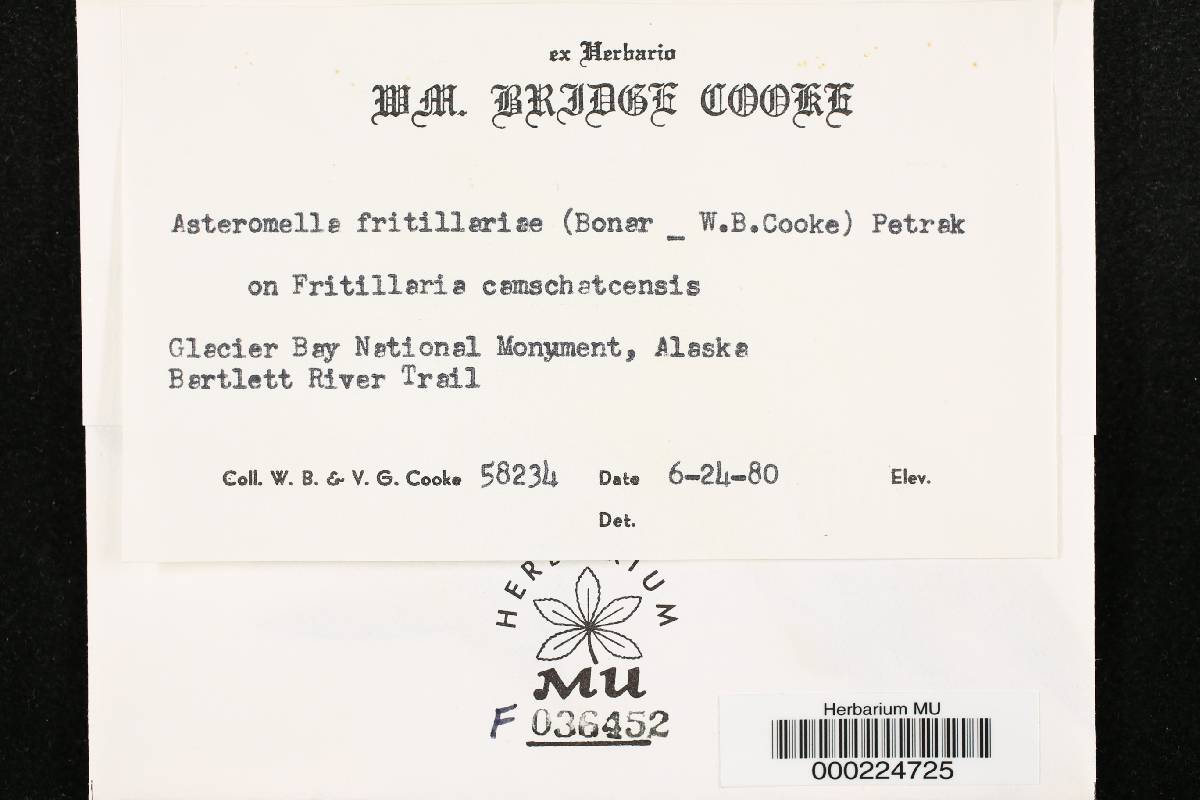 ex Herbario
WM. BRIDGE COOKE
Asteromella fritillariae (Bonar _ W.B.Cooke) Petrak
on Fritillaria camschatcensis
Glacier Bay National Monument, Alaska
Bartlett River Trail
Coll. W. B. & V. G. Cooke 58234 Date 6-24-80 Elev.
Det.
HERBARIUM
MU
F 036452
Herbarium MU
000224725